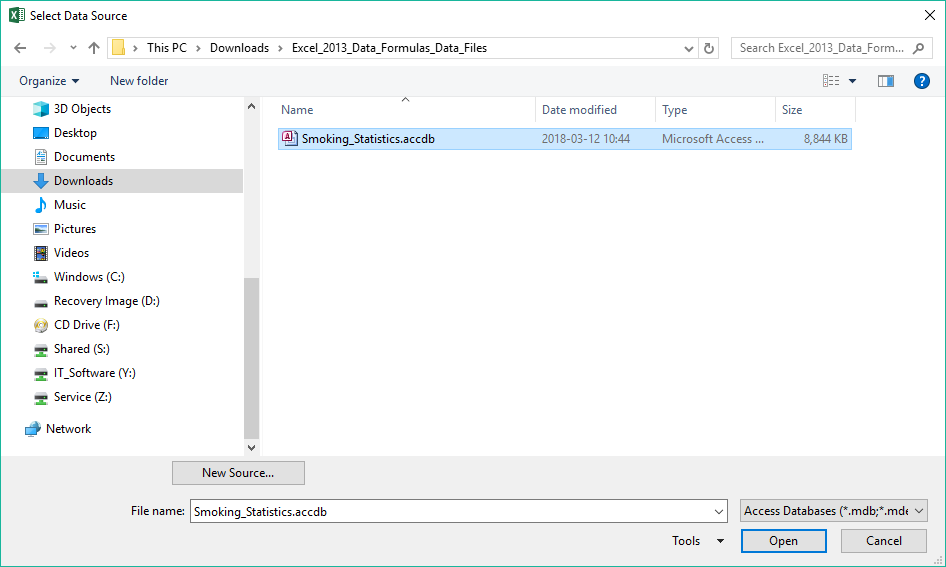 Select Data Source
This PC > Downloads > Excel_2013_Data_Formulas_Data_Files
Search Excel_2013_Data_Form...
Organize
New folder
Name Date modified Type Size
3D Objects
Desktop
Documents
Downloads
Music
Pictures
Videos
Windows (C:)
Recovery Image (D:)
CD Drive (F:)
Shared (S:)
IT_Software (Y:)
Service (Z:)
Network
Smoking_Statistics.accdb 2018-03-12 10:44 Microsoft Access ... 8,844 KB
New Source...
File name: Smoking_Statistics.accdb
Access Databases (*.mdb;*.mde
Tools
Open
Cancel